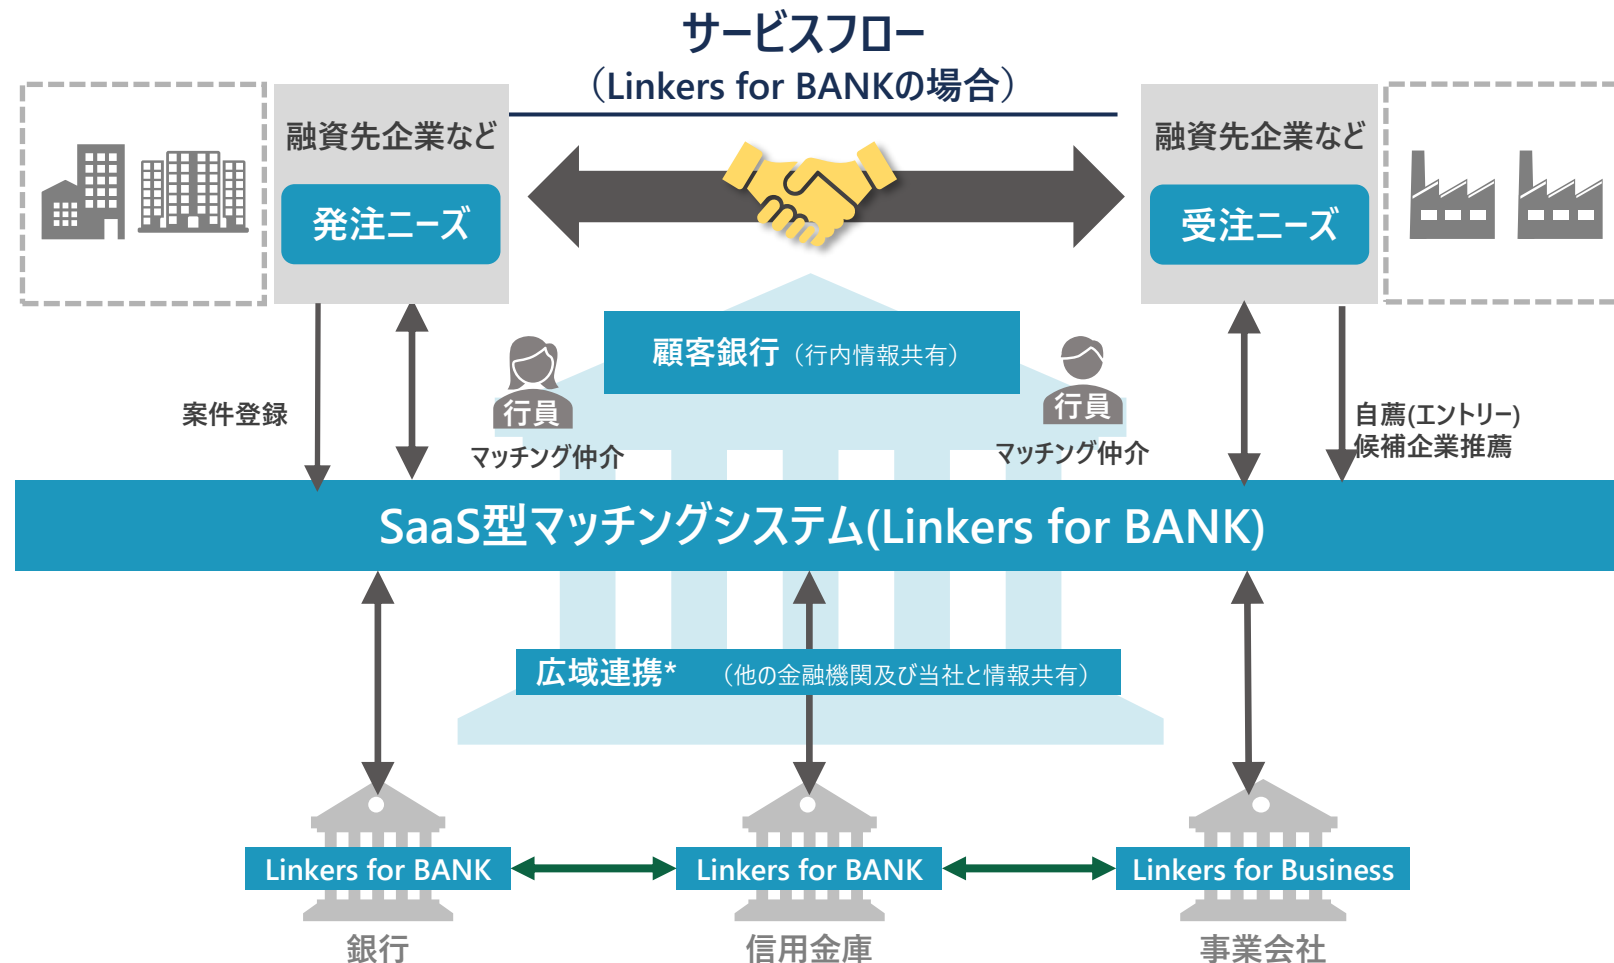 サービスフロー
（Linkers for BANKの場合）
融資先企業など
発注ニーズ
融資先企業など
受注ニーズ
顧客銀行（行内情報共有）
行員
マッチング仲介
行員
マッチング仲介
案件登録
自薦(エントリー)
候補企業推薦
SaaS型マッチングシステム(Linkers for BANK)
広域連携* （他の金融機関及び当社と情報共有）
Linkers for BANK
Linkers for BANK
Linkers for Business
銀行
信用金庫
事業会社